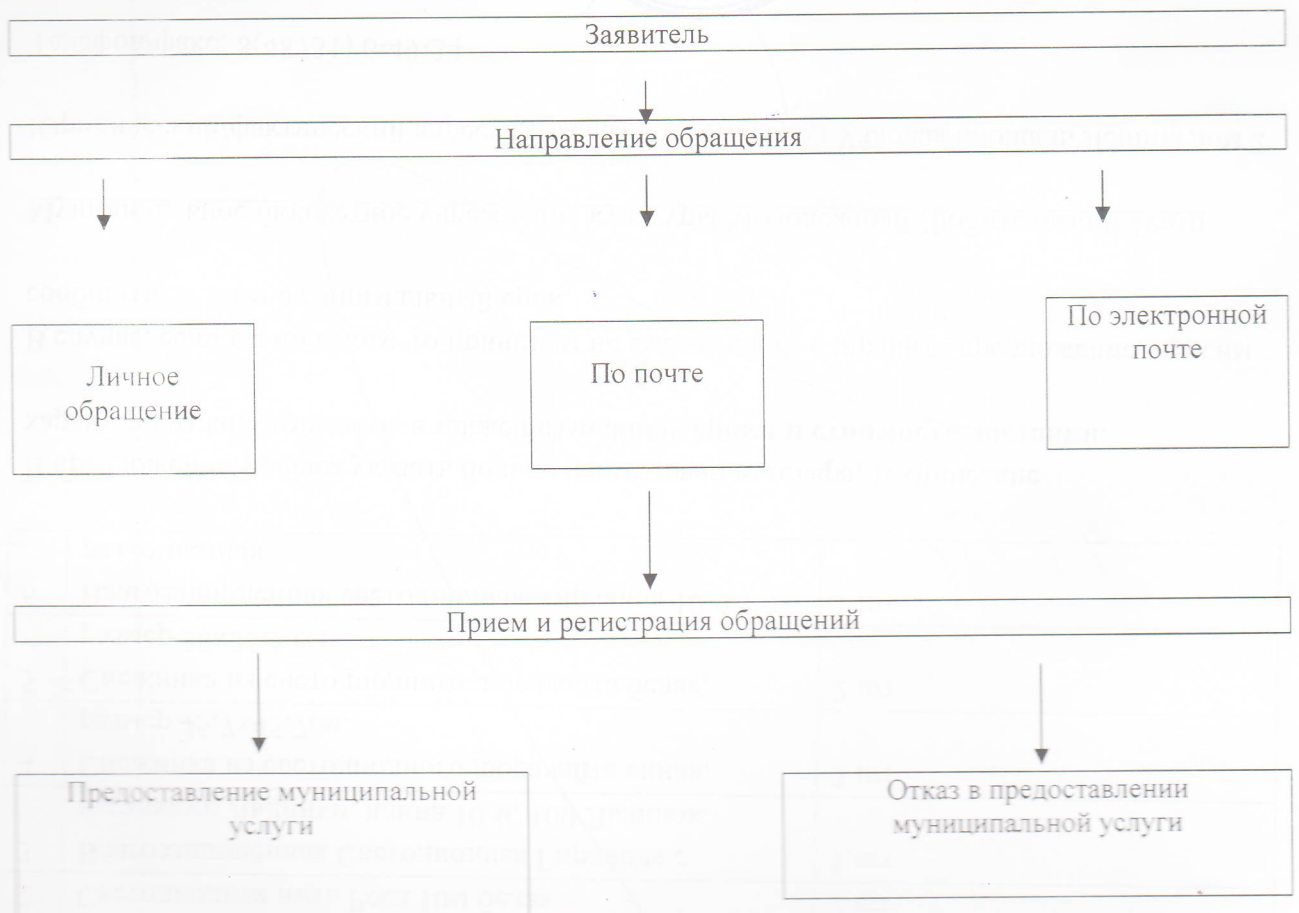 Заявитель
Направление обращения
Личное
обращение
По почте
По электронной
почте
Прием и регистрация обращений
Предоставление муниципальной
услуги
Отказ в предоставлении
муниципальной услуги